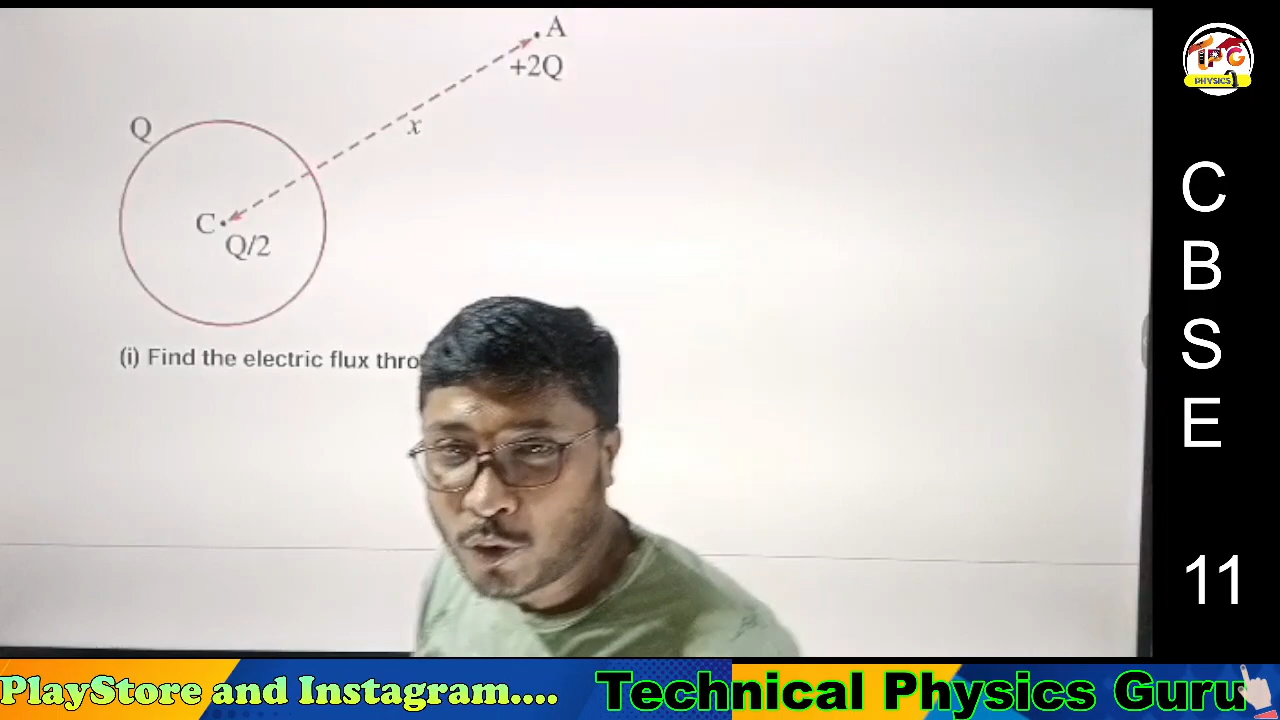 A
+2Q
Q
x
C
Q/2
(i) Find the electric flux thro
TPG
PHYSICS
C
B
S
E
11
PlayStore and Instagram....
Technical Physics Guru